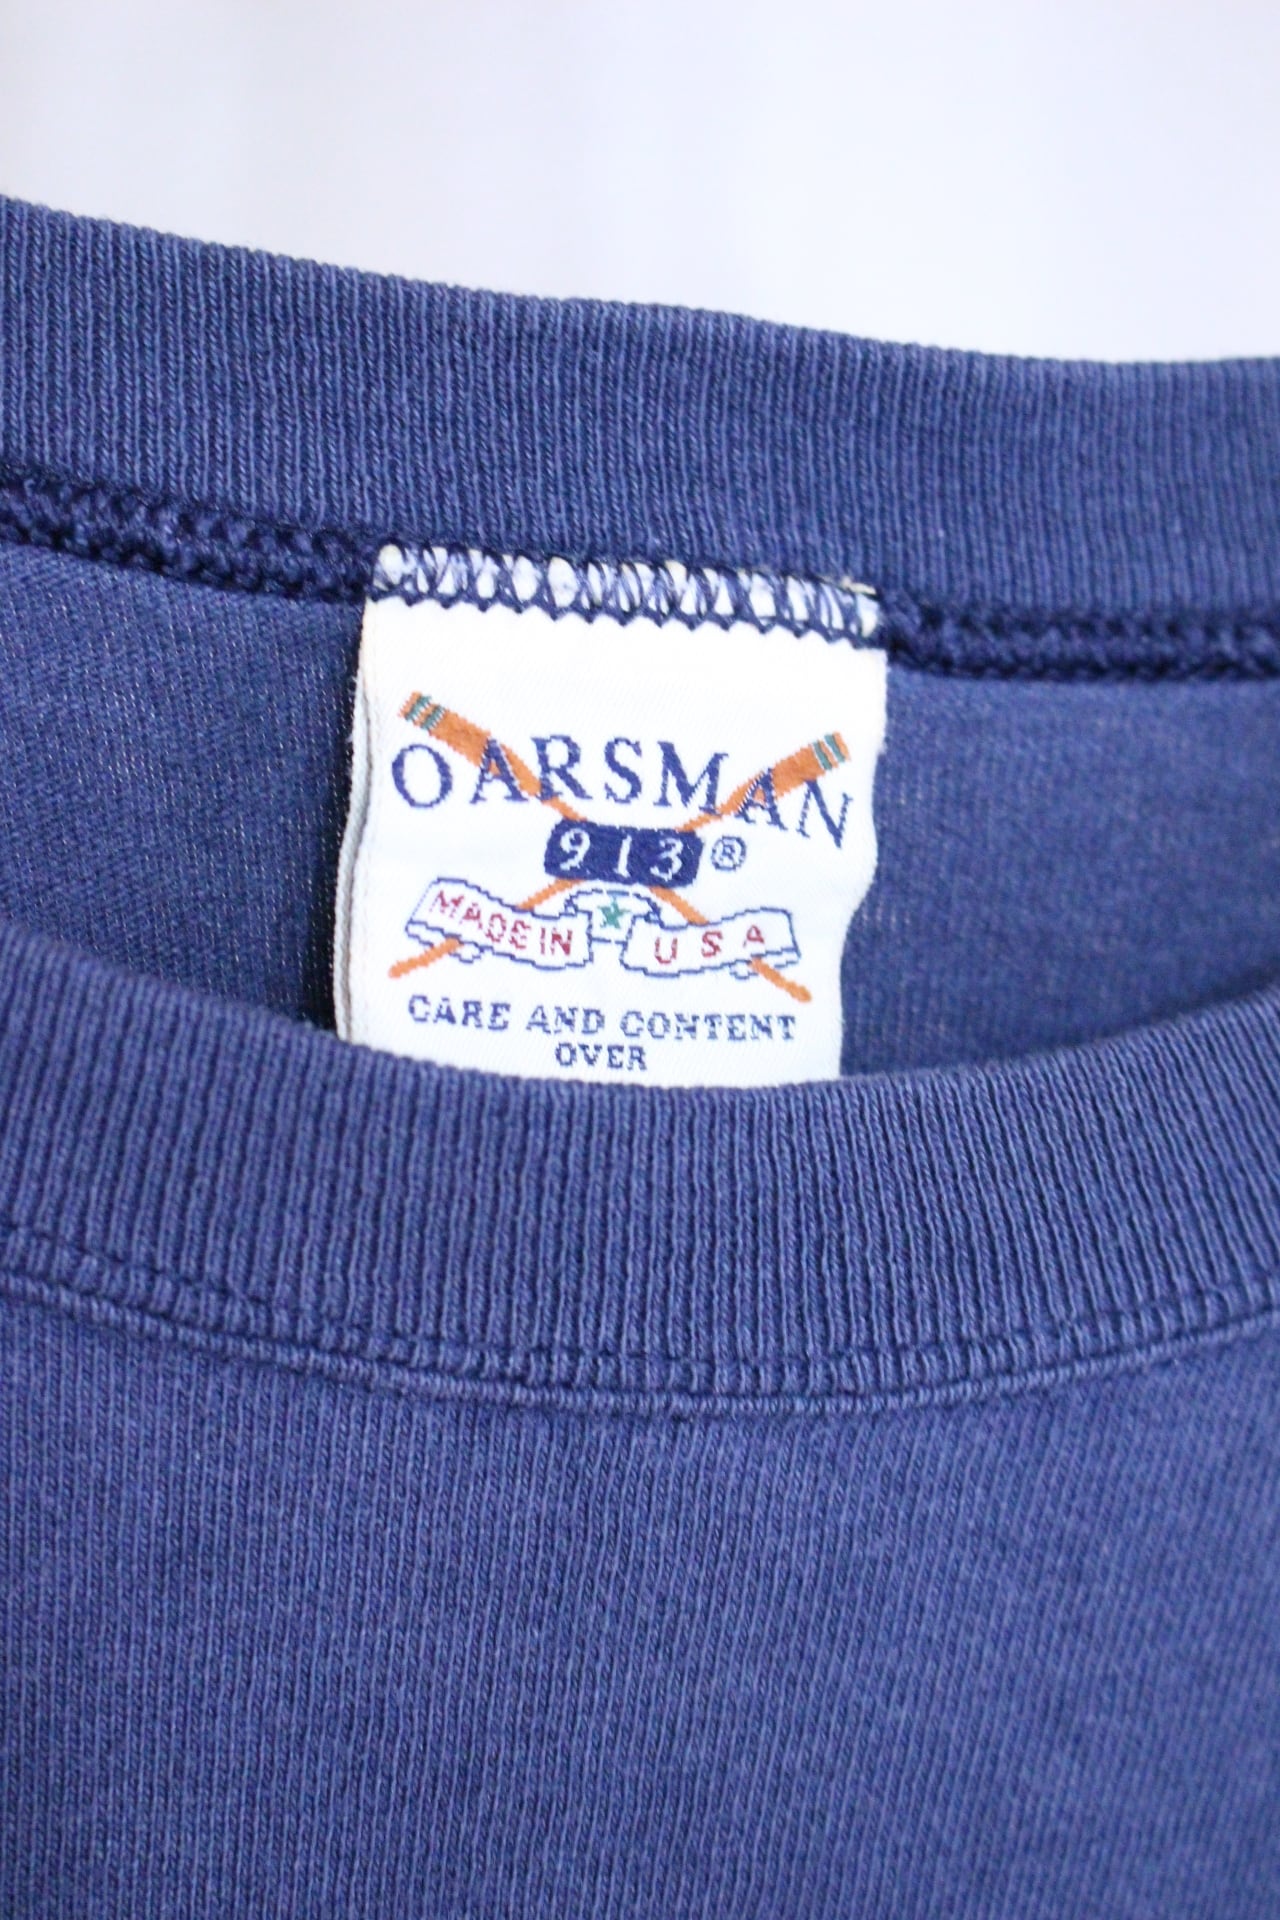 OARSMAN
913®
MADE IN USA
CARE AND CONTENT
OVER